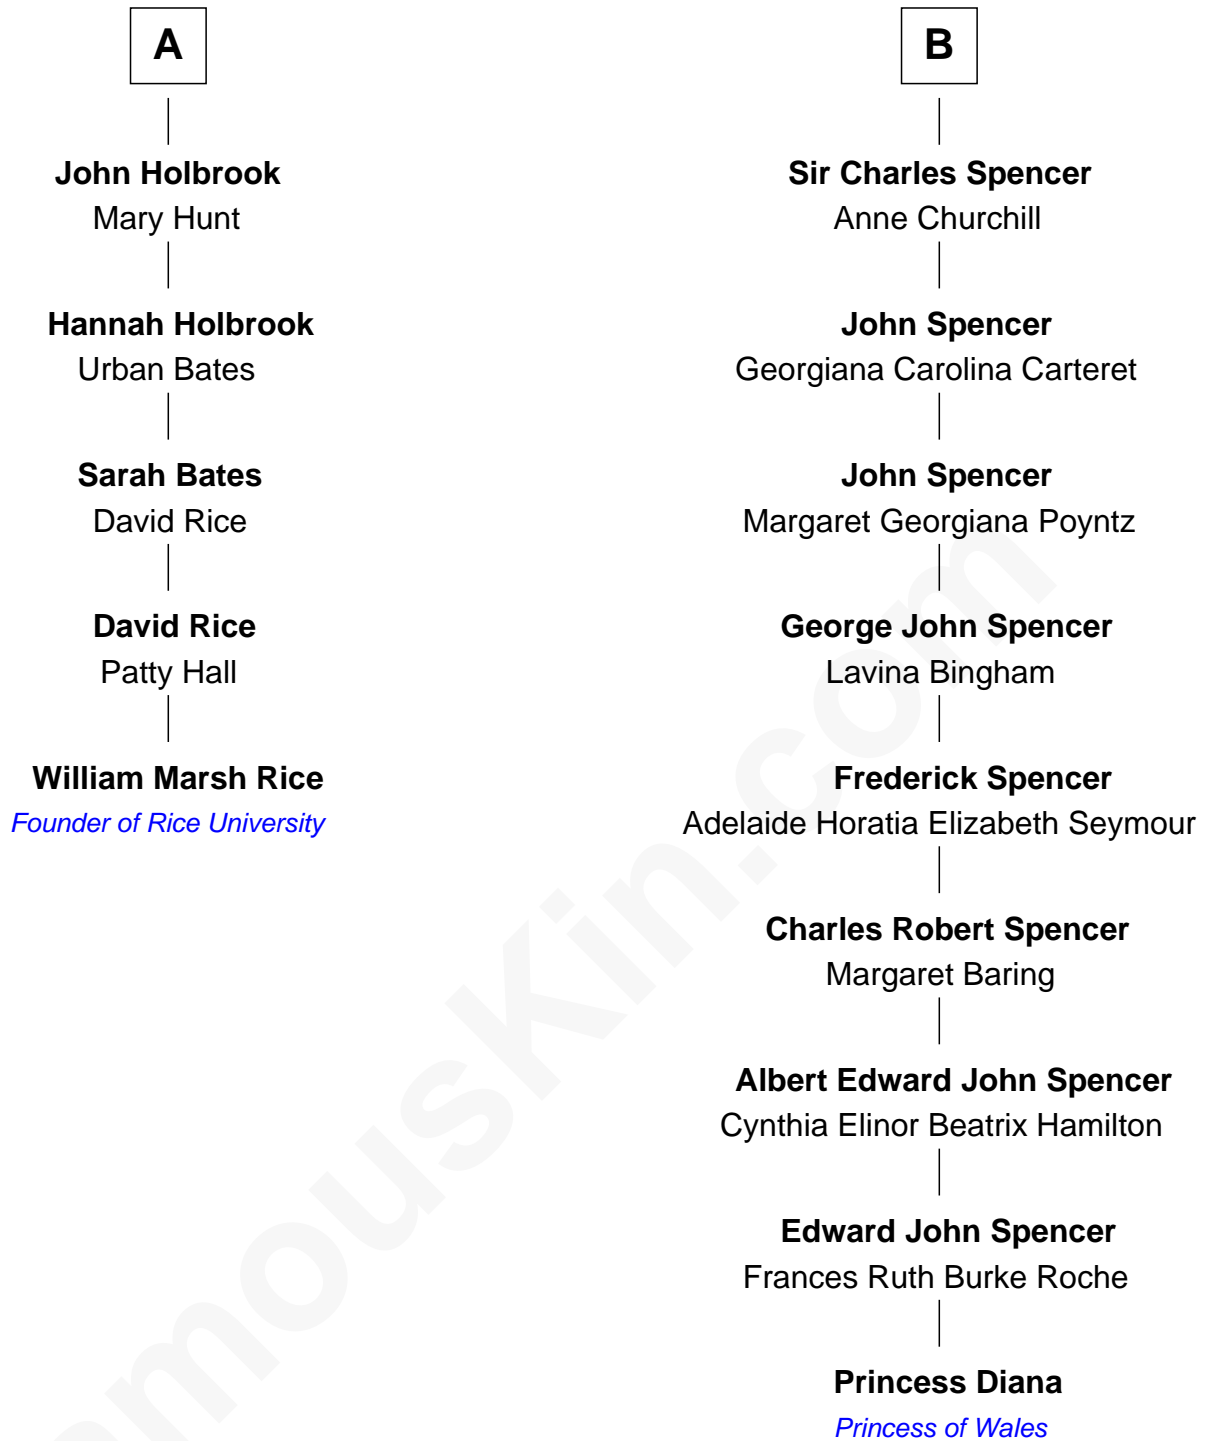 A
John Holbrook
Mary Hunt
Hannah Holbrook
Urban Bates
Sarah Bates
David Rice
David Rice
Patty Hall
William Marsh Rice
Founder of Rice University
B
Sir Charles Spencer
Anne Churchill
John Spencer
Georgiana Carolina Carteret
John Spencer
Margaret Georgiana Poyntz
George John Spencer
Lavina Bingham
Frederick Spencer
Adelaide Horatia Elizabeth Seymour
Charles Robert Spencer
Margaret Baring
Albert Edward John Spencer
Cynthia Elinor Beatrix Hamilton
Edward John Spencer
Frances Ruth Burke Roche
Princess Diana
Princess of Wales
amousKin.com